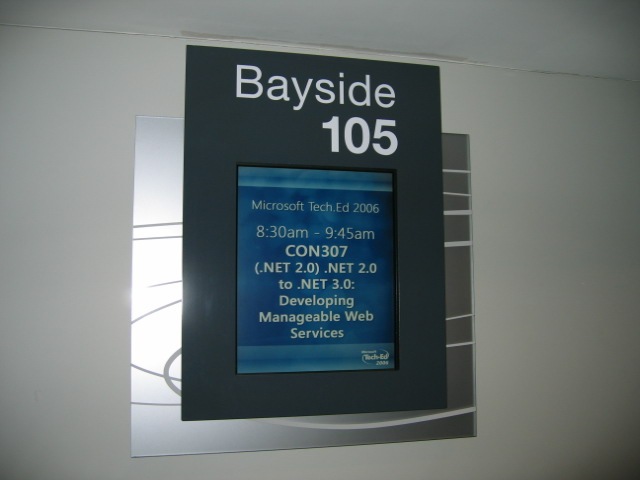 Bayside
105
Microsoft Tech.Ed 2006
8:30am - 9:45am
CON307
(.NET 2.0) .NET 2.0
to .NET 3.0:
Developing
Manageable Web
Services
Microsoft
Tech·Ed
2006